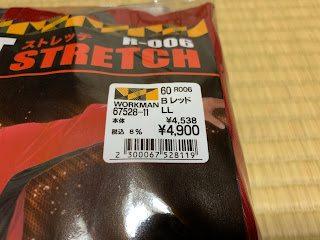 ストレッチ R-006
STRETCH
60 R006
WORKMAN Bレッド
67528-11 LL
本体 ¥4,538
税込 8% ¥4,900
2 300067 528119